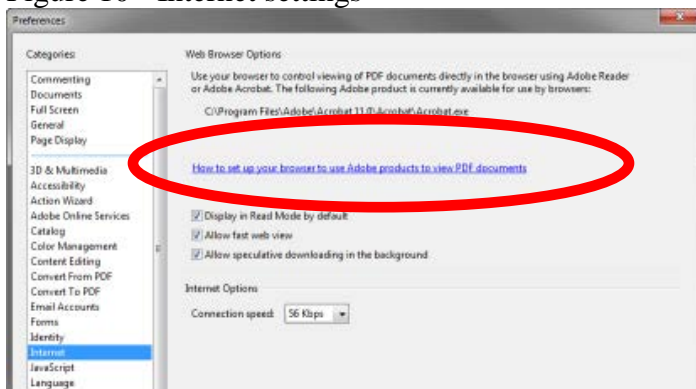 Figure 10 - Internet settings
Preferences
Categories:
Commenting
Documents
Full Screen
General
Page Display
3D & Multimedia
Accessibility
Action Wizard
Adobe Online Services
Catalog
Color Management
Content Editing
Convert From PDF
Convert To PDF
Email Accounts
Forms
Identity
Internet
JavaScript
Language
Web Browser Options
Use your browser to control viewing of PDF documents directly in the browser using Adobe Reader
or Adobe Acrobat. The following Adobe product is currently available for use by browsers:
C:\Program Files\Adobe\Acrobat 11.0\Acrobat\Acrobat.exe
How to set up your browser to use Adobe products to view PDF documents
Display in Read Mode by default
Allow fast web view
Allow speculative downloading in the background
Internet Options
Connection speed: 56 Kbps